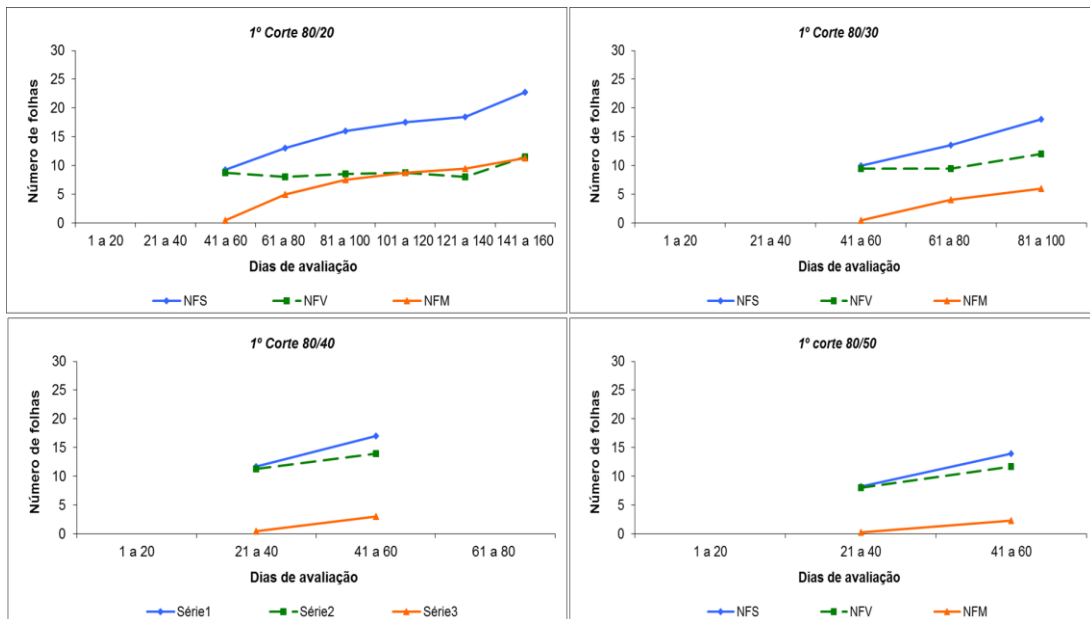 1º Corte 80/20
Número de folhas
30
25
20
15
10
5
0
1 a 20 21 a 40 41 a 60 61 a 80 81 a 100 101 a 120 121 a 140 141 a 160
Dias de avaliação
NFS NFV NFM
1º Corte 80/30
Número de folhas
30
25
20
15
10
5
0
1 a 20 21 a 40 41 a 60 61 a 80 81 a 100
Dias de avaliação
NFS NFV NFM
1º Corte 80/40
Número de folhas
30
25
20
15
10
5
0
1 a 20 21 a 40 41 a 60 61 a 80
Dias de avaliação
Série1 Série2 Série3
1º corte 80/50
Número de folhas
30
25
20
15
10
5
0
1 a 20 21 a 40 41 a 60
Dias de avaliação
NFS NFV NFM